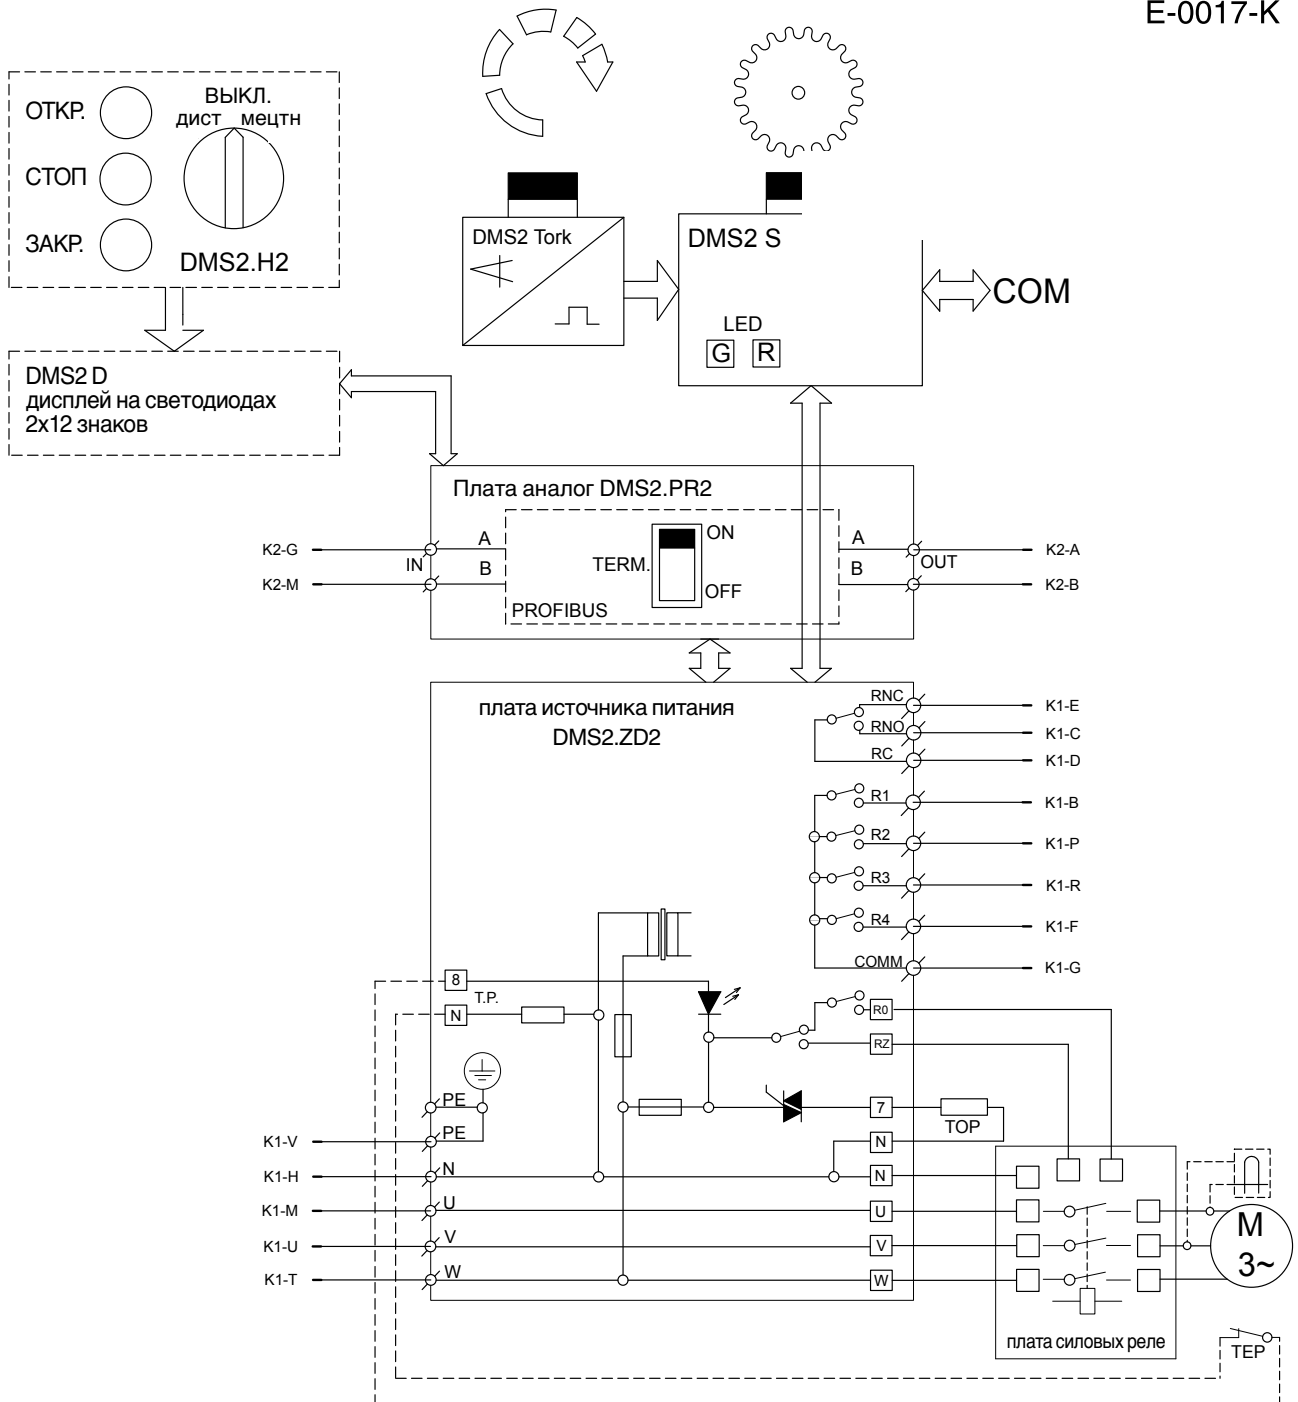 E-0017-K
ОТКР.
СТОП
ЗАКР.
ВЫКЛ.
дист мецтн
DMS2.H2
DMS2 Tork
DMS2 S
LED
G R
COM
DMS2 D
дисплей на светодиодах
2x12 знаков
Плата аналог DMS2.PR2
K2-G
K2-M
IN
A
B
TERM.
ON
OFF
PROFIBUS
A
B
OUT
K2-A
K2-B
плата источника питания
DMS2.ZD2
RNC
RNO
RC
R1
R2
R3
R4
COMM
K1-E
K1-C
K1-D
K1-B
K1-P
K1-R
K1-F
K1-G
8
T.P.
N
R0
RZ
PE
PE
7
TOP
N
K1-V
K1-H
N
N
K1-M
U
U
K1-U
V
V
K1-T
W
W
M
3~
плата силовых реле
TEP